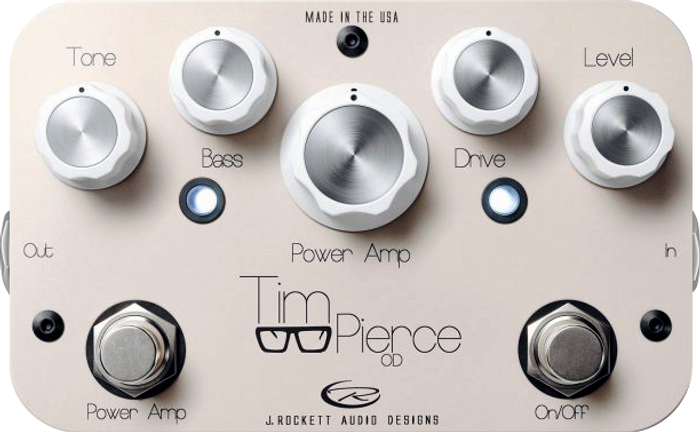 MADE IN THE USA
Tone
Level
Bass
Drive
Out
Power Amp
In
Tim
Pierce
OD
Power Amp
On/Off
J.ROCKETT AUDIO DESIGNS